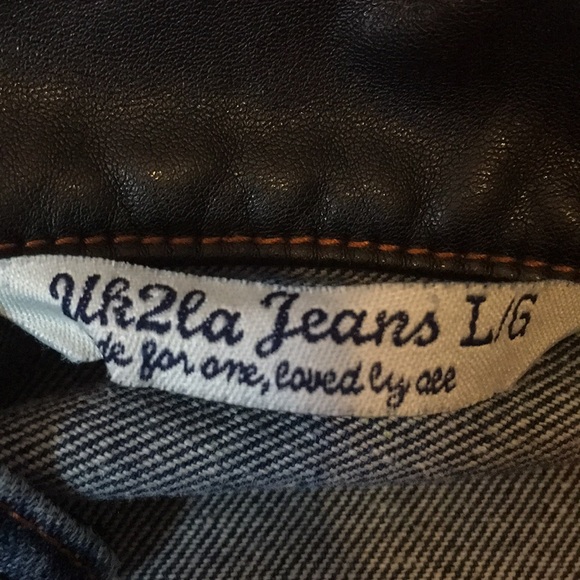 Uk2la Jeans L/G
de for one, loved by all